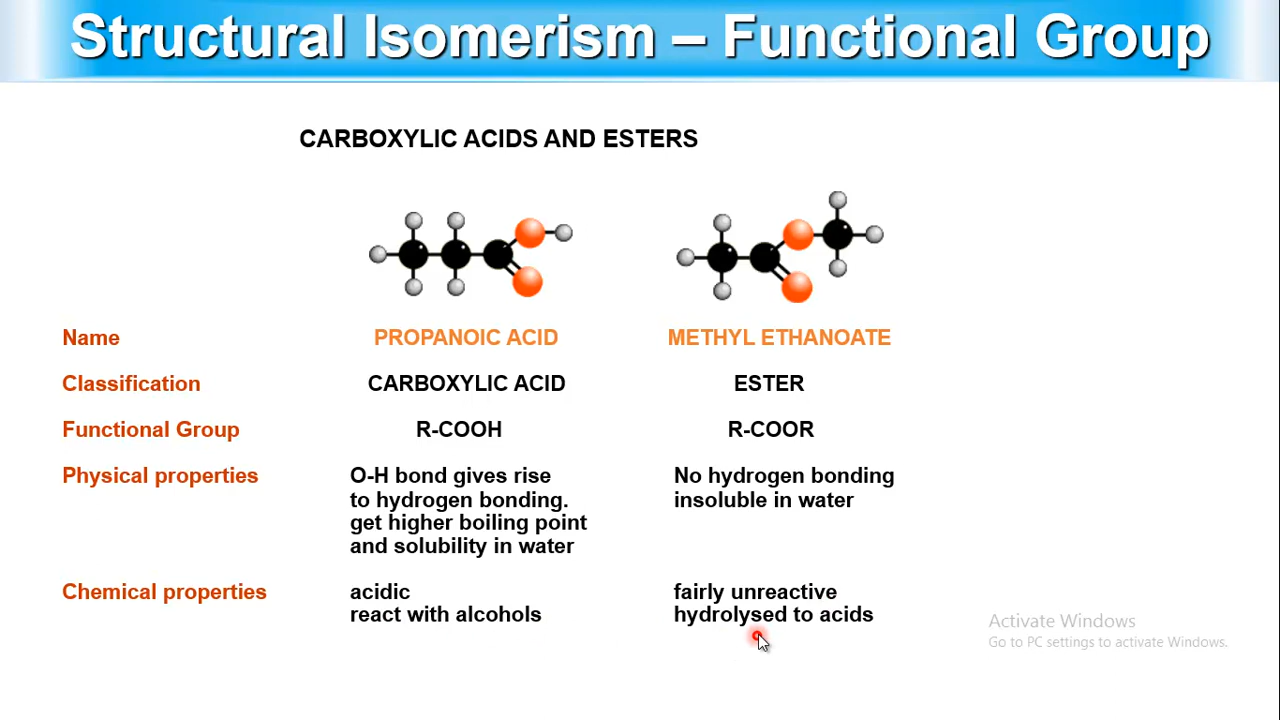 Structural Isomerism – Functional Group
CARBOXYLIC ACIDS AND ESTERS
Name PROPANOIC ACID METHYL ETHANOATE
Classification CARBOXYLIC ACID ESTER
Functional Group R-COOH R-COOR
Physical properties O-H bond gives rise No hydrogen bonding
to hydrogen bonding. insoluble in water
get higher boiling point
and solubility in water
Chemical properties acidic fairly unreactive
react with alcohols hydrolysed to acids
Activate Windows
Go to PC settings to activate Windows.